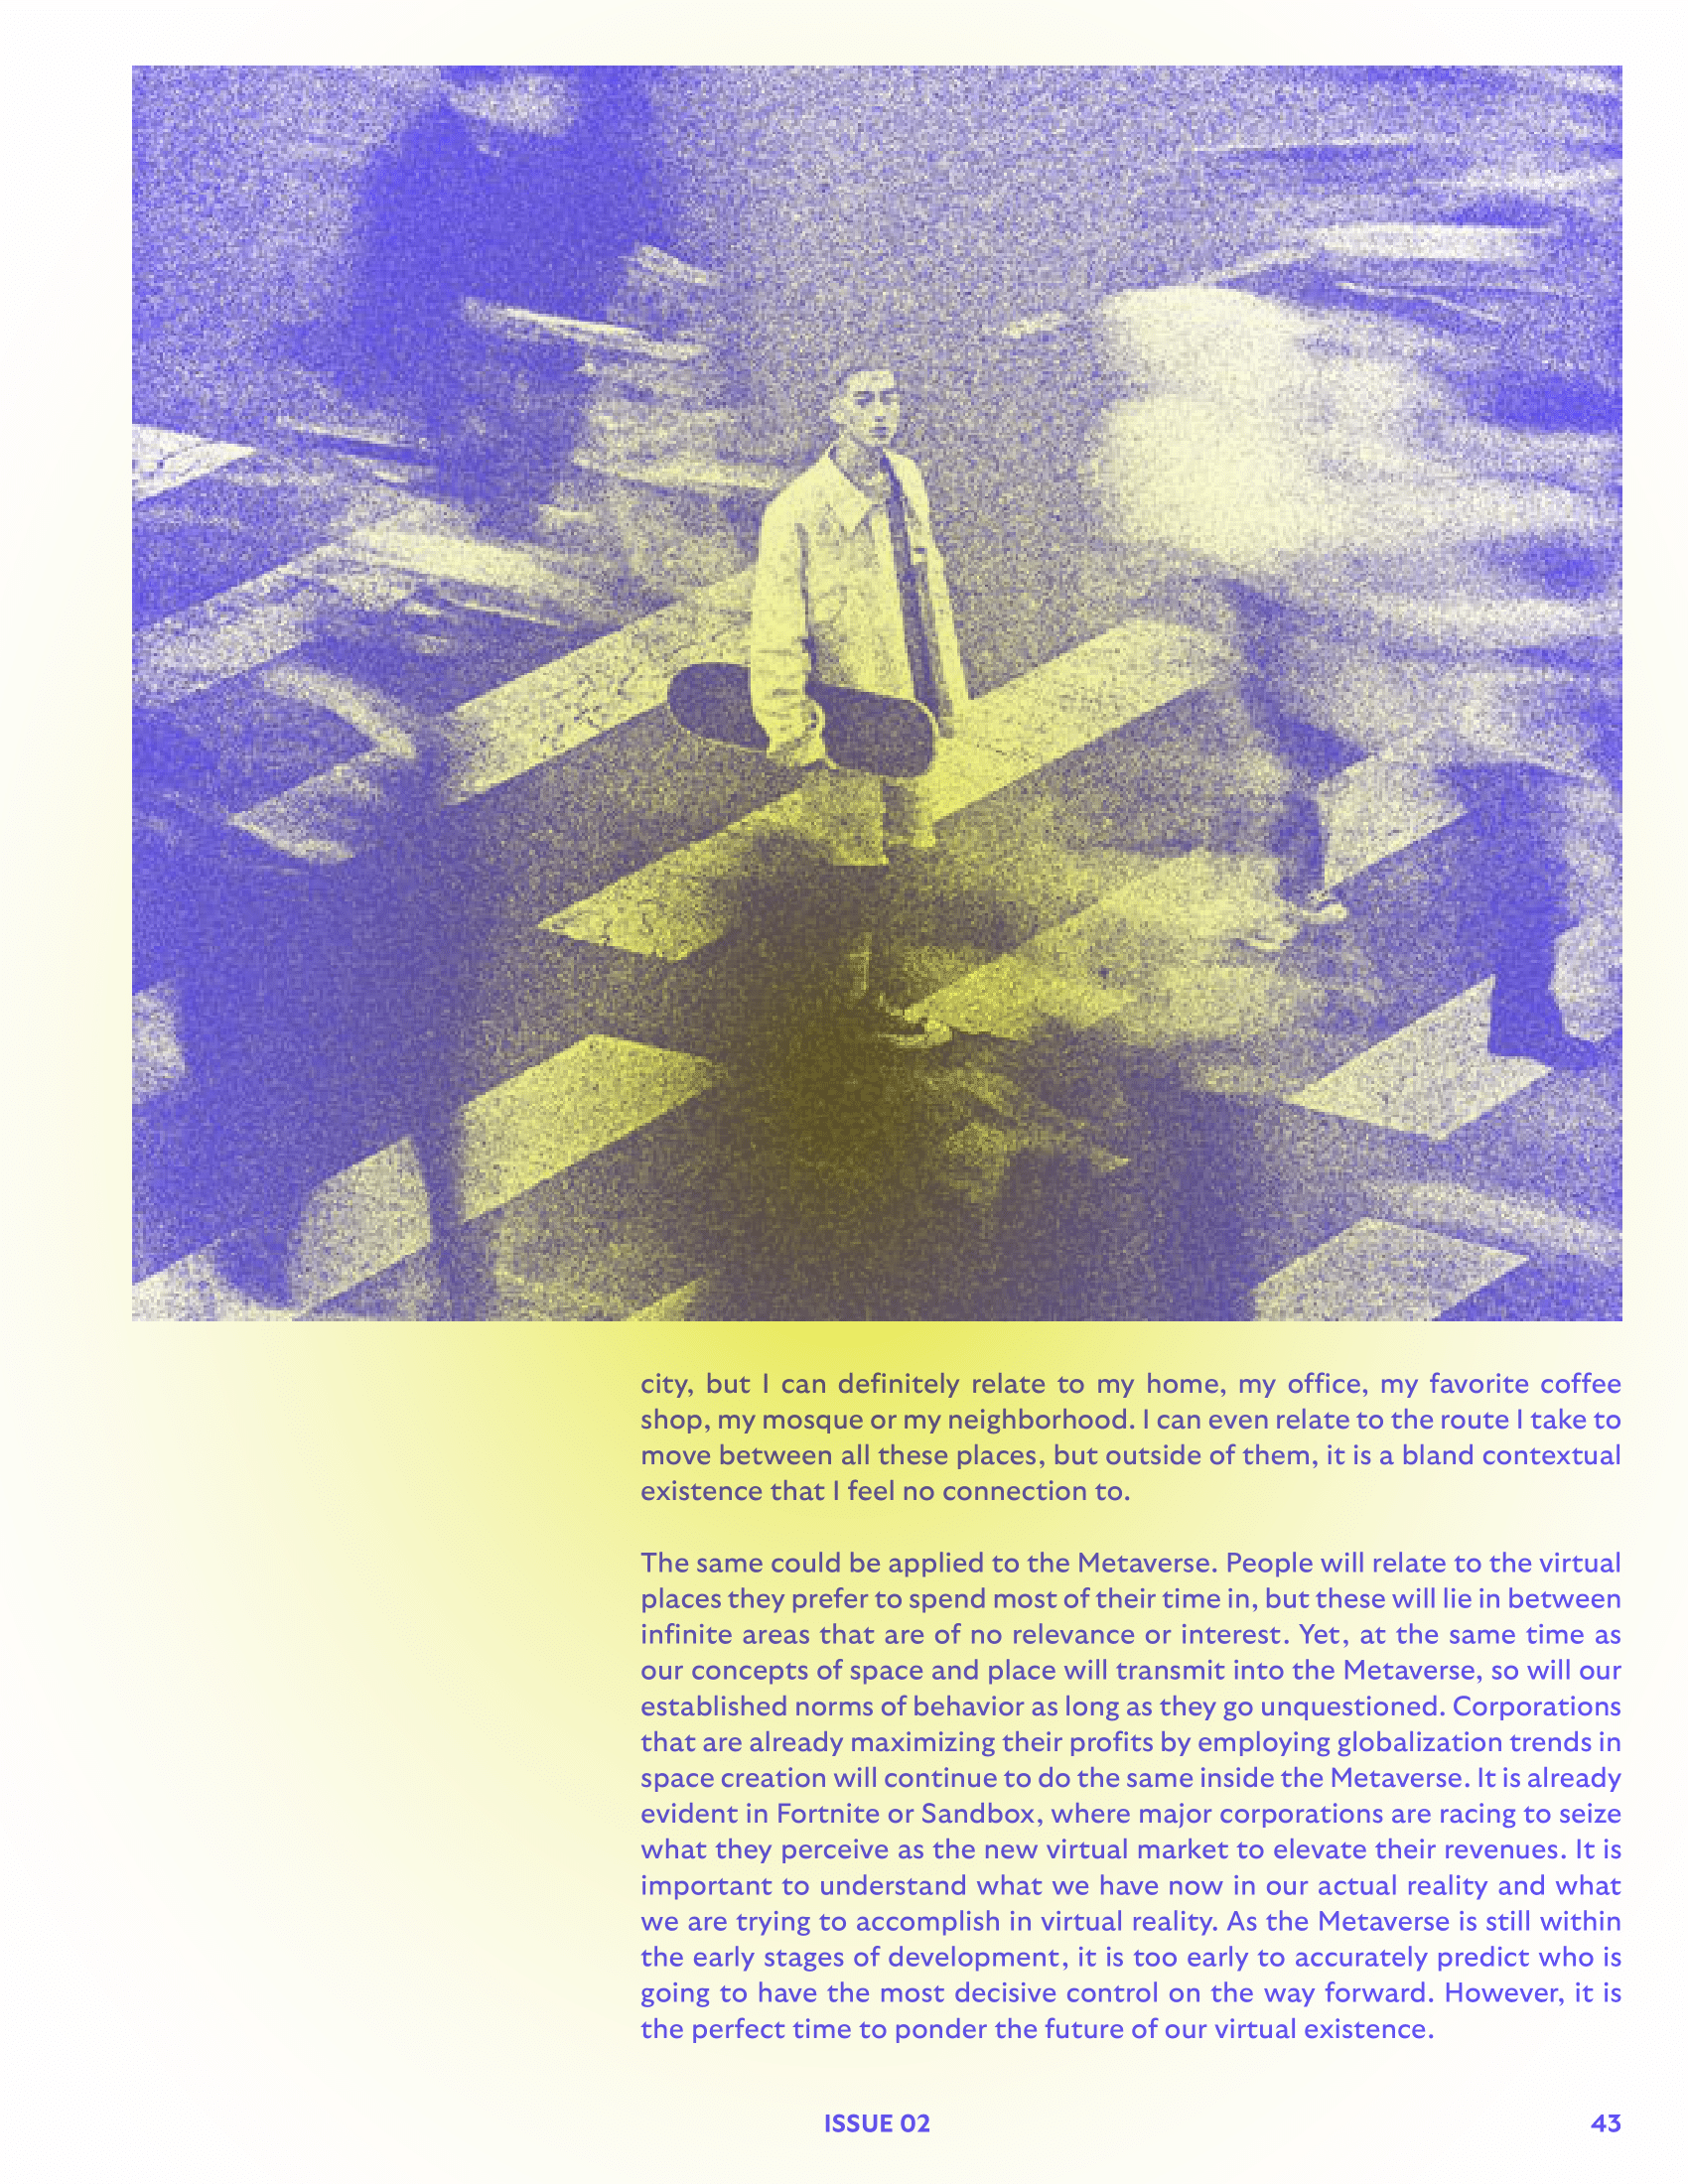 city, but I can definitely relate to my home, my office, my favorite coffee
shop, my mosque or my neighborhood. I can even relate to the route I take to
move between all these places, but outside of them, it is a bland contextual
existence that I feel no connection to.
The same could be applied to the Metaverse. People will relate to the virtual
places they prefer to spend most of their time in, but these will lie in between
infinite areas that are of no relevance or interest. Yet, at the same time as
our concepts of space and place will transmit into the Metaverse, so will our
established norms of behavior as long as they go unquestioned. Corporations
that are already maximizing their profits by employing globalization trends in
space creation will continue to do the same inside the Metaverse. It is already
evident in Fortnite or Sandbox, where major corporations are racing to seize
what they perceive as the new virtual market to elevate their revenues. It is
important to understand what we have now in our actual reality and what
we are trying to accomplish in virtual reality. As the Metaverse is still within
the early stages of development, it is too early to accurately predict who is
going to have the most decisive control on the way forward. However, it is
the perfect time to ponder the future of our virtual existence.
ISSUE 02
43